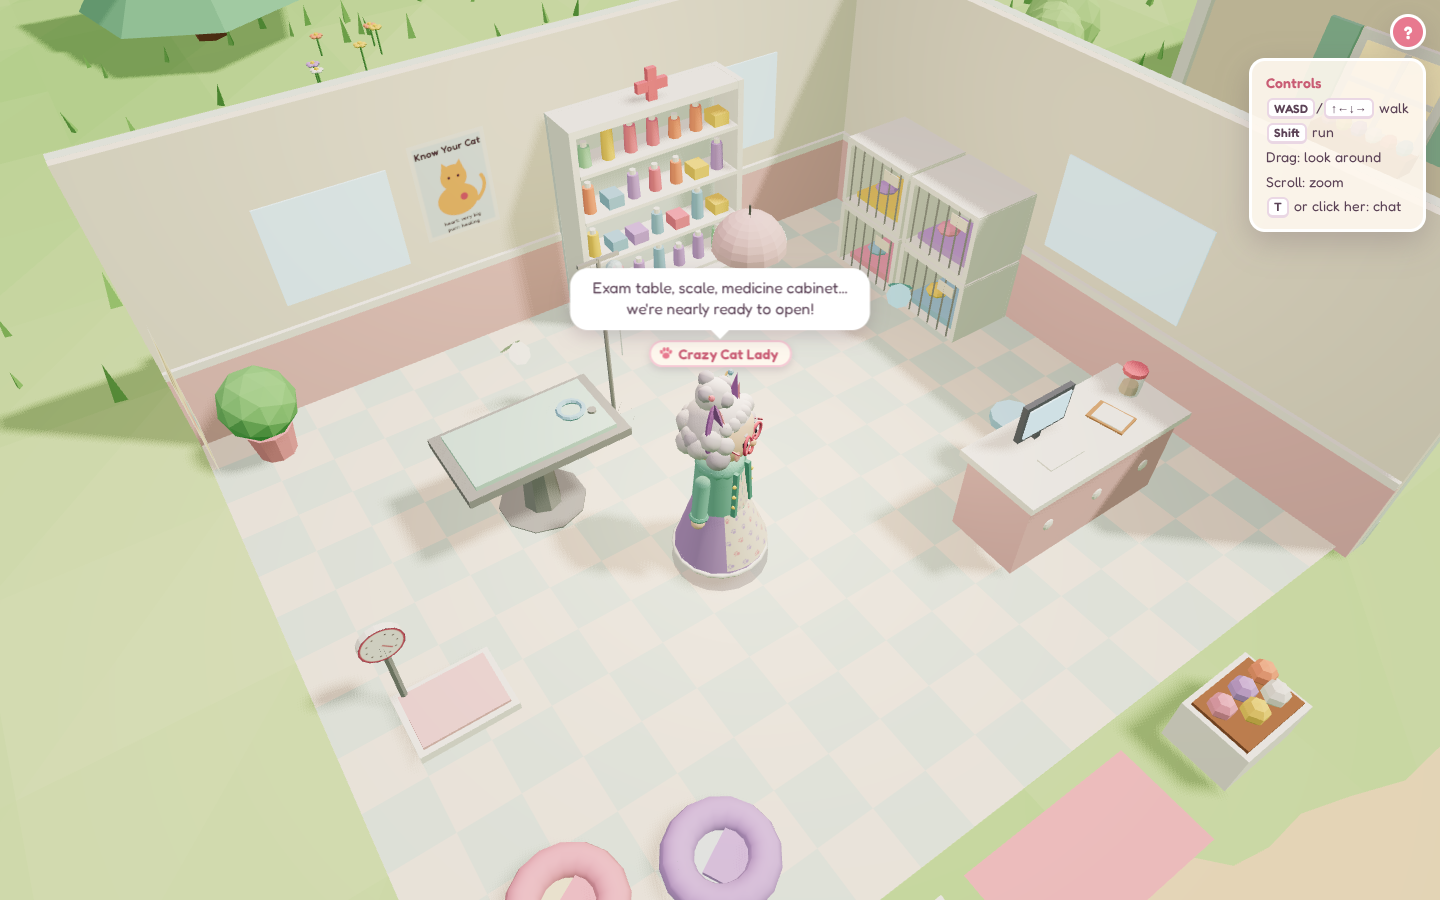 ?
Controls
WASD / ↑←↓→ walk
Shift run
Drag: look around
Scroll: zoom
T or click her: chat
Know Your Cat
Exam table, scale, medicine cabinet...
we're nearly ready to open!
Crazy Cat Lady